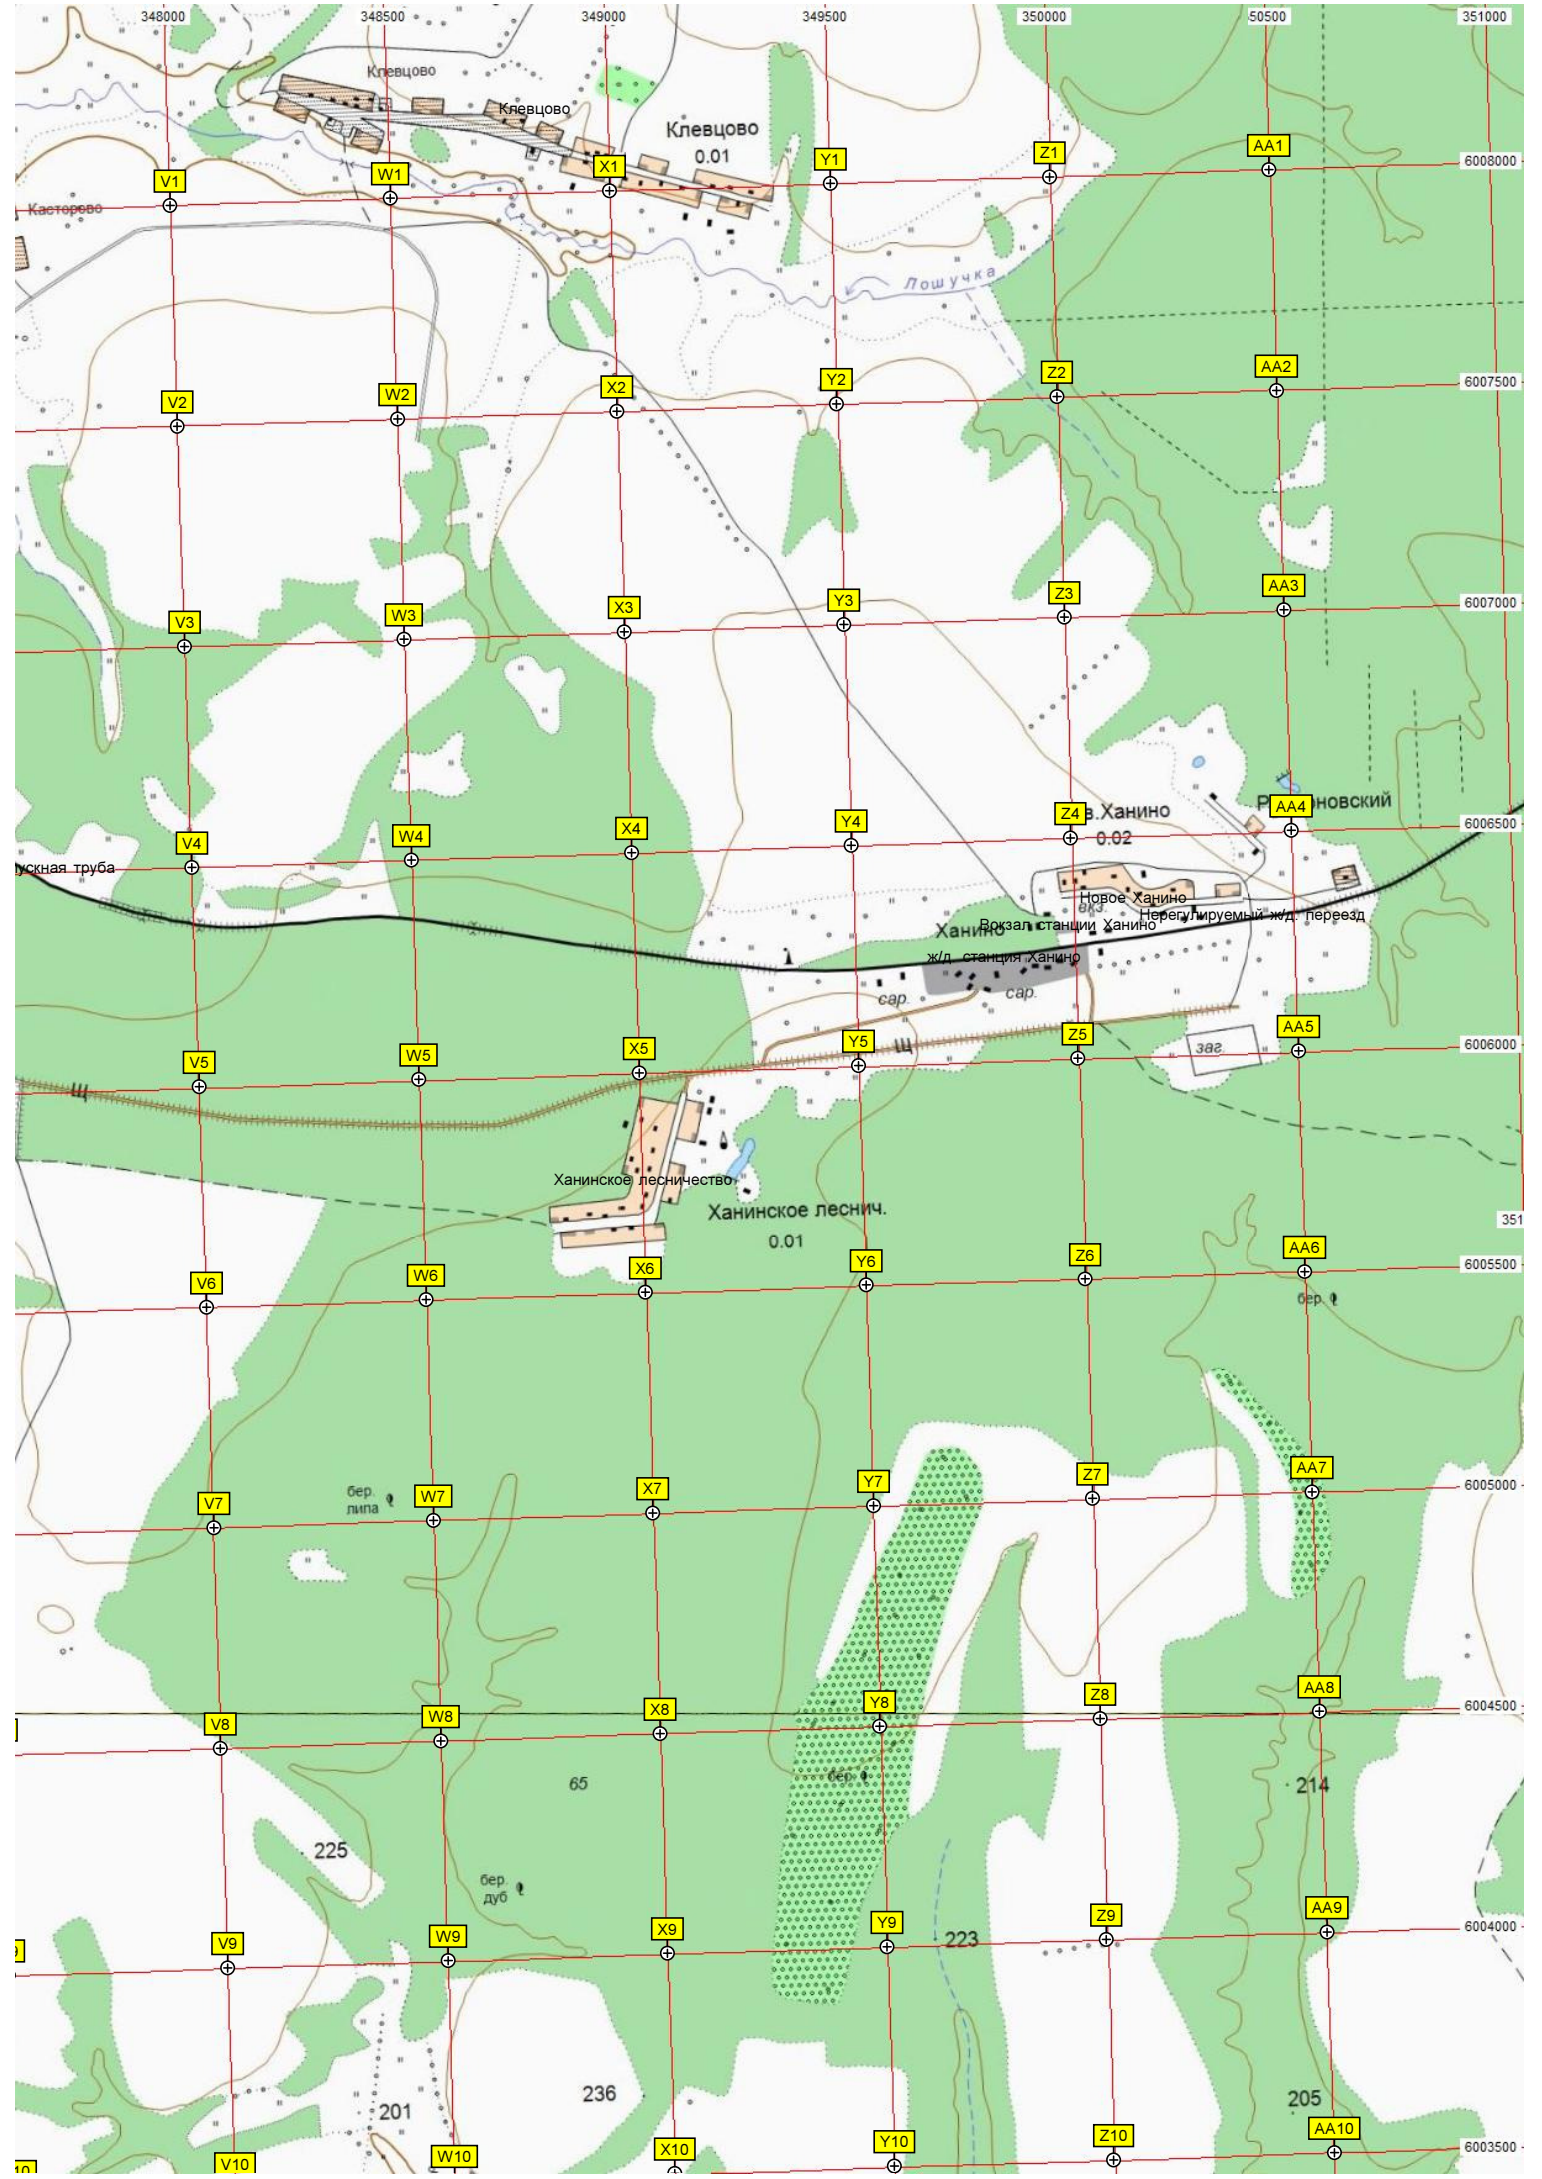 348000 348500 349000 349500 350000 50500 351000
Клевцово
Клевцово
Клевцово
0.01
V1 W1 X1 Y1 Z1 AA1
6008000
Касторово
Лошучка
V2 W2 X2 Y2 Z2 AA2
6007500
V3 W3 X3 Y3 Z3 AA3
6007000
в.Ханино
0.02
V4 W4 X4 Y4 Z4 AA4
6006500
ускная труба
Новое Ханино
вкз.
Нерегулируемый ж/д. переезд
Вокзал станции Ханино
Ханино
ж/д. станция Ханино
сар.
сар.
Щ
заг.
V5 W5 X5 Y5 Z5 AA5
6006000
Щ
Ханинское лесничество
Ханинское леснич.
0.01
351
V6 W6 X6 Y6 Z6 AA6
6005500
бер.
V7 W7 X7 Y7 Z7 AA7
6005000
бер.
липа
V8 W8 X8 Y8 Z8 AA8
6004500
65
бер.
214
225
бер.
дуб
V9 W9 X9 Y9 Z9 AA9
6004000
9
223
236
201
205
10 V10 W10 X10 Y10 Z10 AA10
6003500